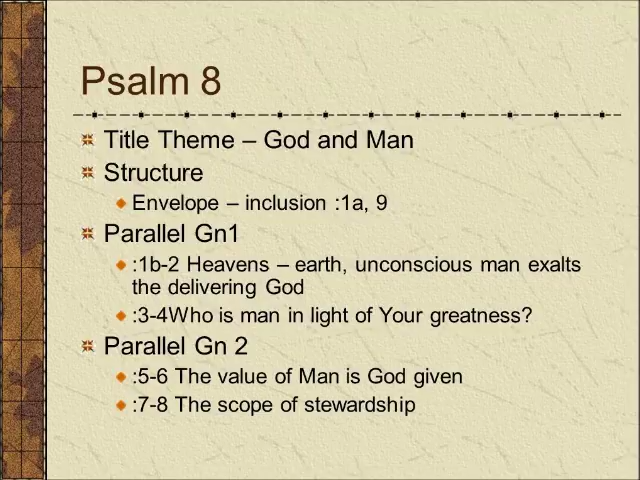 Psalm 8
Title Theme – God and Man
Structure
Envelope – inclusion :1a, 9
Parallel Gn1
:1b-2 Heavens – earth, unconscious man exalts
the delivering God
:3-4Who is man in light of Your greatness?
Parallel Gn 2
:5-6 The value of Man is God given
:7-8 The scope of stewardship